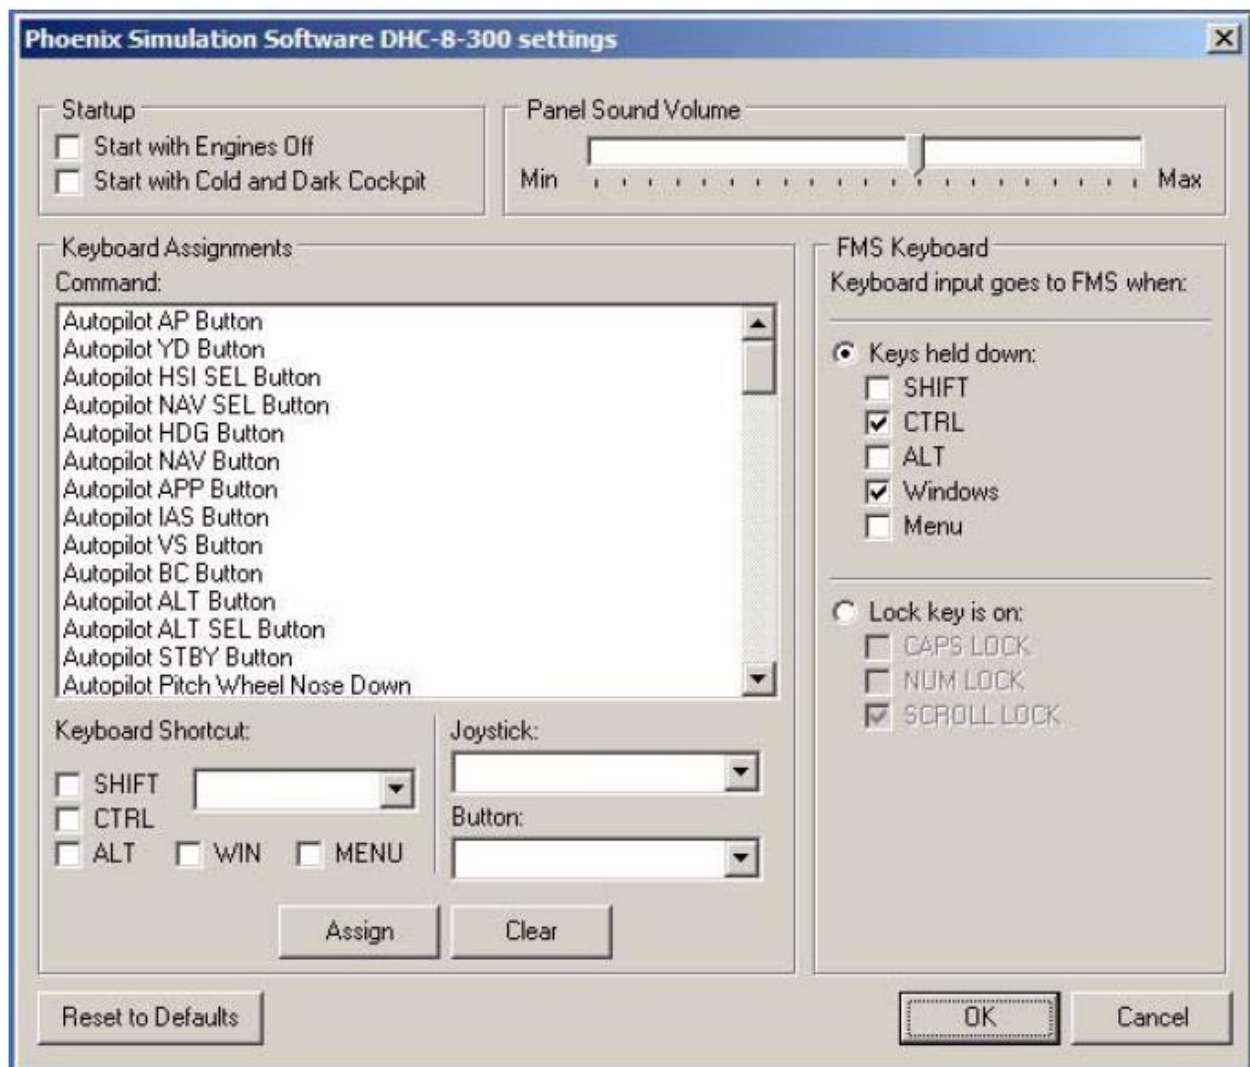 Phoenix Simulation Software DHC-8-300 settings
Startup
Start with Engines Off
Start with Cold and Dark Cockpit
Panel Sound Volume
Min
Max
Keyboard Assignments
Command:
Autopilot AP Button
Autopilot YD Button
Autopilot HSI SEL Button
Autopilot NAV SEL Button
Autopilot HDG Button
Autopilot NAV Button
Autopilot APP Button
Autopilot IAS Button
Autopilot VS Button
Autopilot BC Button
Autopilot ALT Button
Autopilot ALT SEL Button
Autopilot STBY Button
Autopilot Pitch Wheel Nose Down
Keyboard Shortcut:
SHIFT
CTRL
ALT
WIN
MENU
Joystick:
Button:
Assign
Clear
FMS Keyboard
Keyboard input goes to FMS when:
Keys held down:
SHIFT
CTRL
ALT
Windows
Menu
Lock key is on:
CAPS LOCK
NUM LOCK
SCROLL LOCK
Reset to Defaults
OK
Cancel